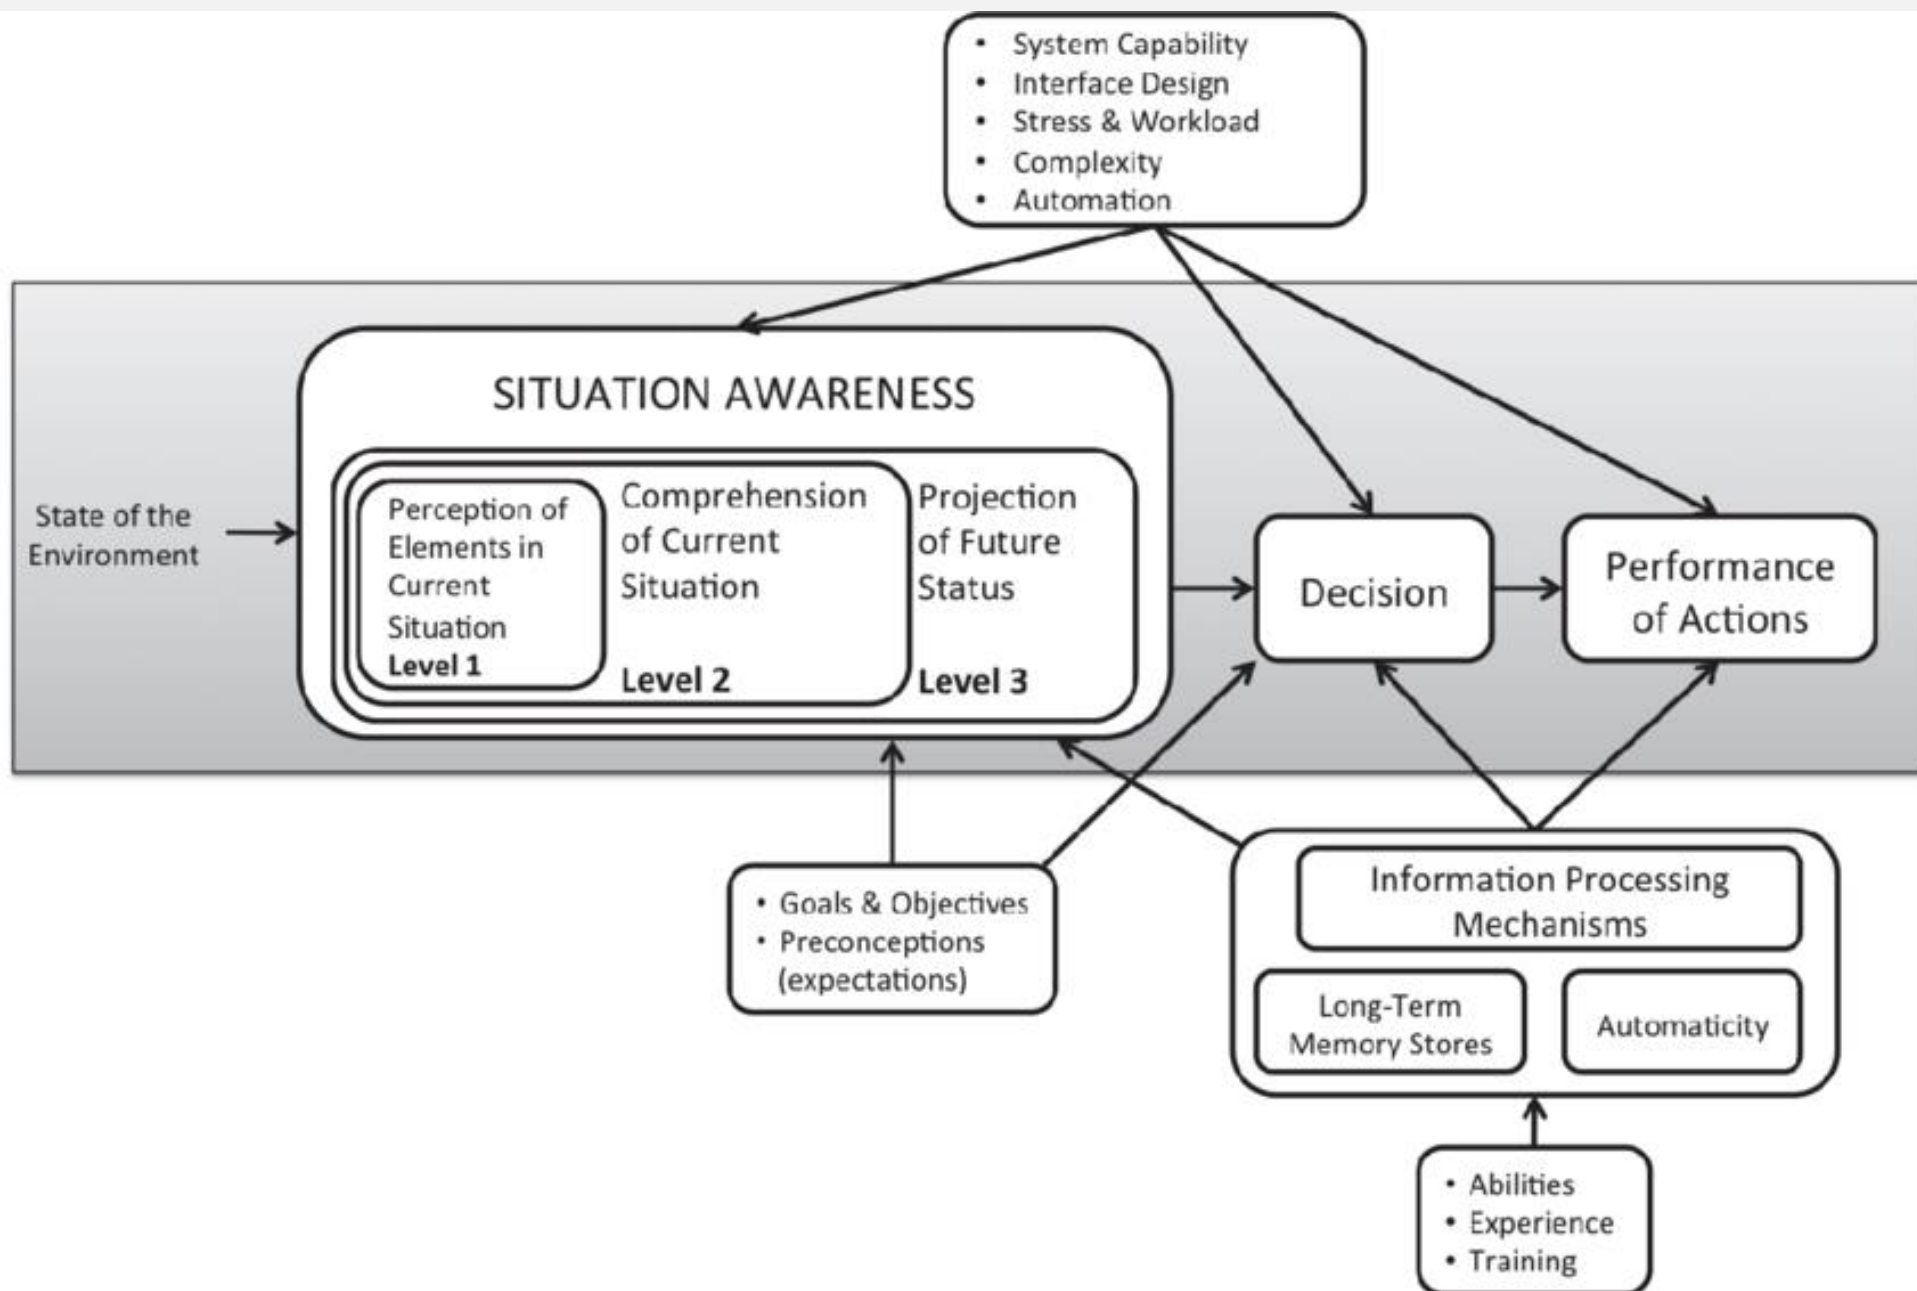 • System Capability
• Interface Design
• Stress & Workload
• Complexity
• Automation
SITUATION AWARENESS
State of the
Environment
Perception of
Elements in
Current
Situation
Level 1
Comprehension
of Current
Situation
Level 2
Projection
of Future
Status
Level 3
Decision
Performance
of Actions
• Goals & Objectives
• Preconceptions
(expectations)
Information Processing
Mechanisms
Long-Term
Memory Stores
Automaticity
• Abilities
• Experience
• Training